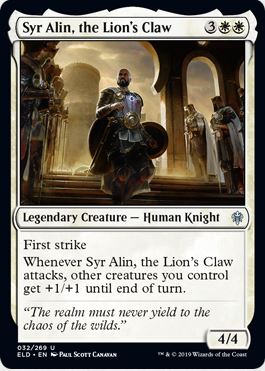 Syr Alin, the Lion's Claw 3
Legendary Creature — Human Knight
First strike
Whenever Syr Alin, the Lion's Claw
attacks, other creatures you control
get +1/+1 until end of turn.
"The realm must never yield to the
chaos of the wilds."
4/4
032/269 U
ELD • EN Paul Scott Canavan
™ & © 2019 Wizards of the Coast